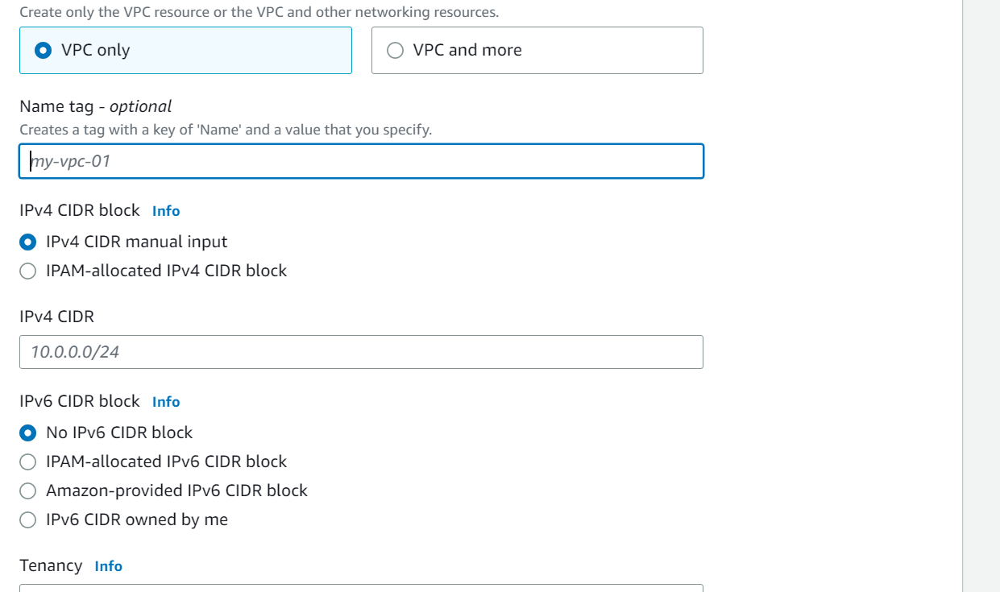 Create only the VPC resource or the VPC and other networking resources.
VPC only
VPC and more
Name tag - optional
Creates a tag with a key of 'Name' and a value that you specify.
my-vpc-01
IPv4 CIDR block Info
IPv4 CIDR manual input
IPAM-allocated IPv4 CIDR block
IPv4 CIDR
10.0.0.0/24
IPv6 CIDR block Info
No IPv6 CIDR block
IPAM-allocated IPv6 CIDR block
Amazon-provided IPv6 CIDR block
IPv6 CIDR owned by me
Tenancy Info